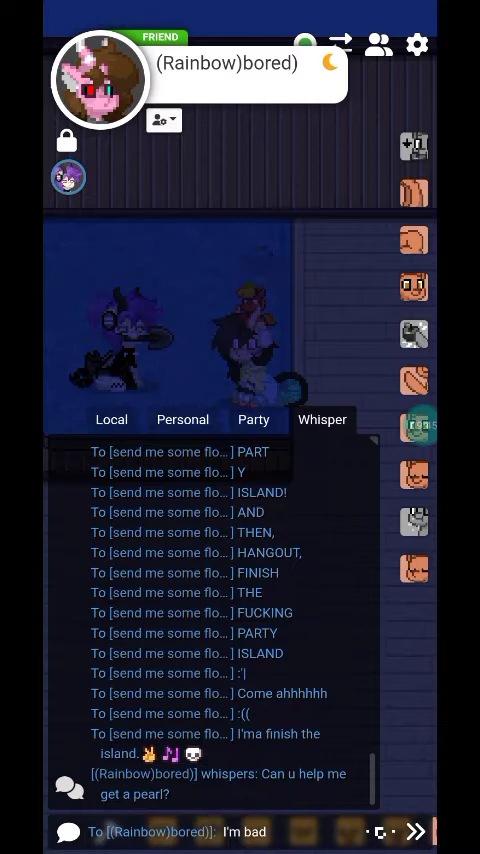 FRIEND
(Rainbow)bored)
Local Personal Party Whisper
To [send me some flo... ] PART
To [send me some flo... ] Y
To [send me some flo... ] ISLAND!
To [send me some flo... ] AND
To [send me some flo... ] THEN,
To [send me some flo... ] HANGOUT,
To [send me some flo... ] FINISH
To [send me some flo... ] THE
To [send me some flo... ] FUCKING
To [send me some flo... ] PARTY
To [send me some flo... ] ISLAND
To [send me some flo... ] :'|
To [send me some flo... ] Come ahhhhhh
To [send me some flo... ] :((
To [send me some flo... ] I'ma finish the
island.✌️🎶💀
[(Rainbow)bored)] whispers: Can u help me
get a pearl?
To [(Rainbow)bored)]: I'm bad